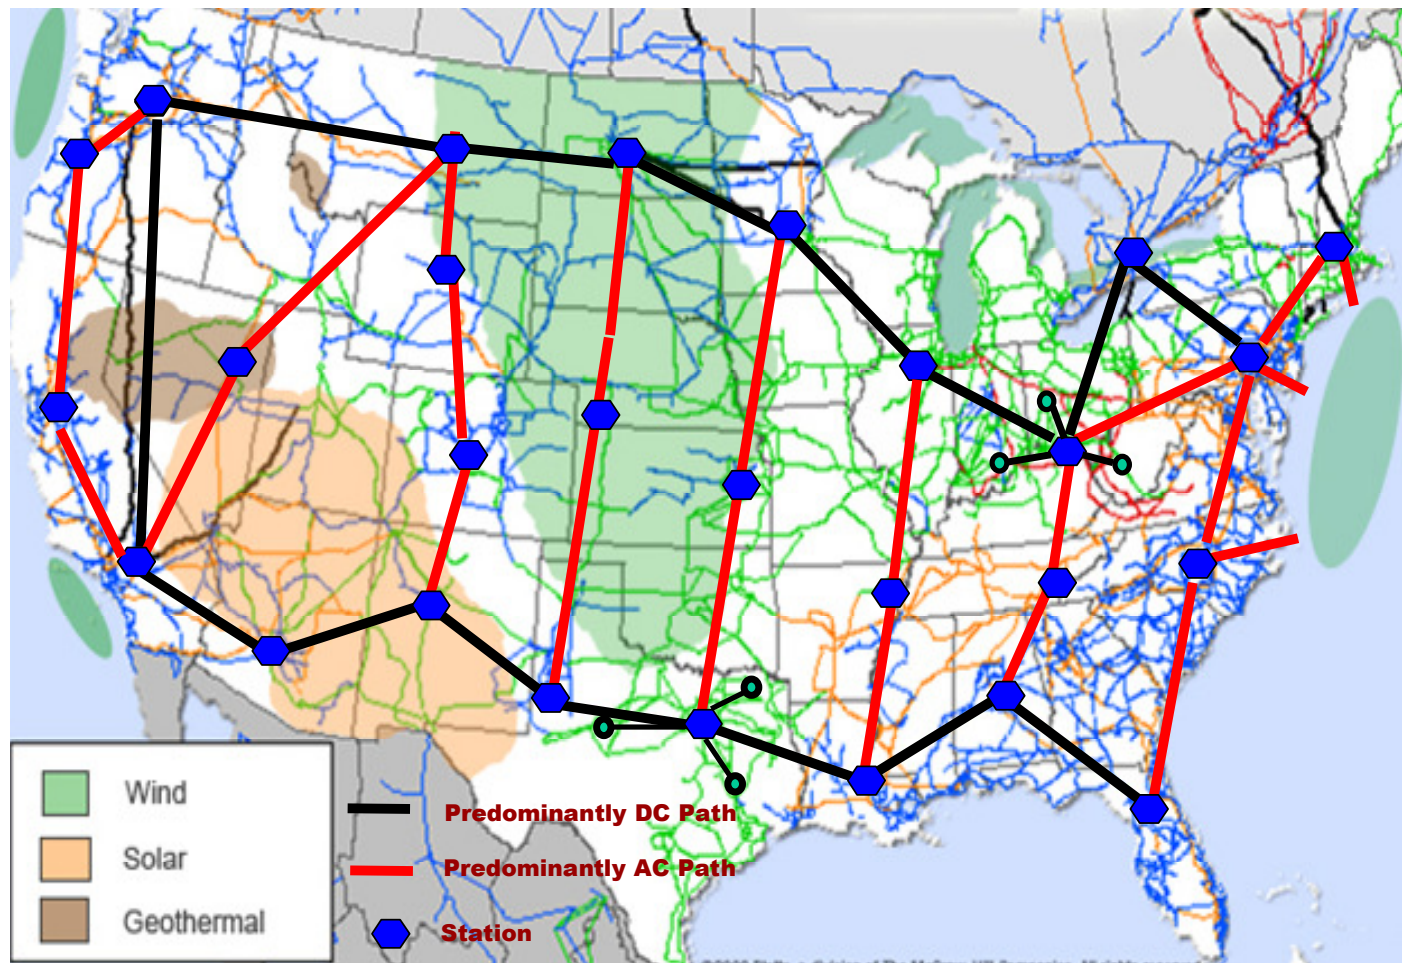 Wind
Solar
Geothermal
Predominantly DC Path
Predominantly AC Path
Station